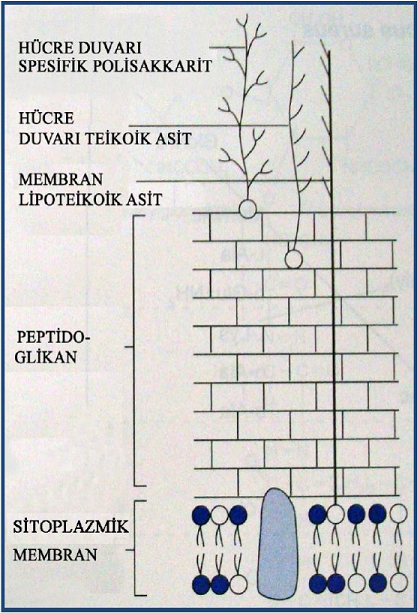 HÜCRE DUVARI
SPESİFİK POLİSAKKARİT
HÜCRE
DUVARI TEİKOİK ASİT
MEMBRAN
LİPOTEİKOİK ASİT
PEPTİDO-
GLİKAN
SİTOPLAZMİK
MEMBRAN